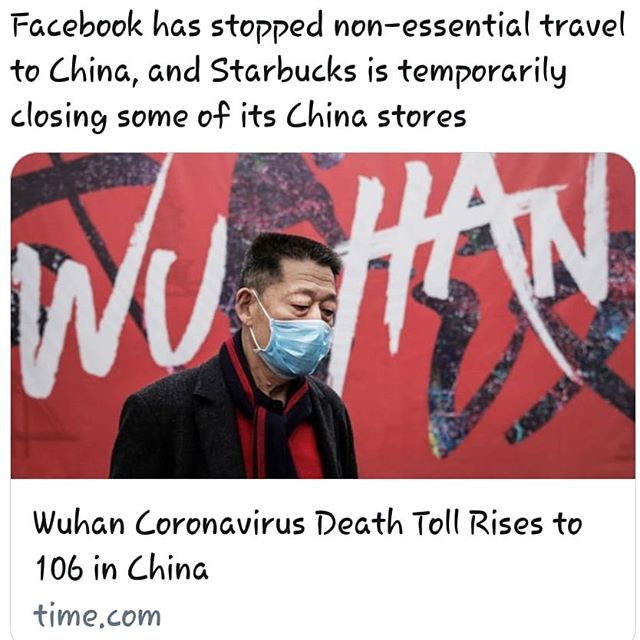 Facebook has stopped non-essential travel
to China, and Starbucks is temporarily
closing some of its China stores
WUHAN
Wuhan Coronavirus Death Toll Rises to
106 in China
time.com